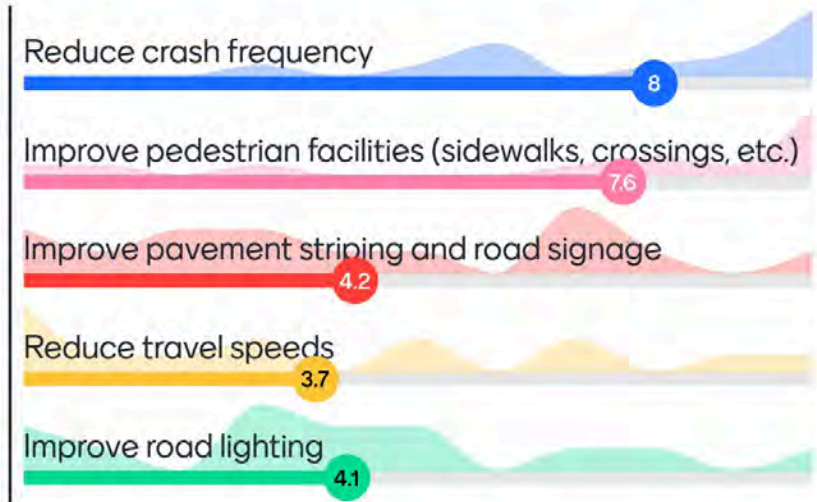 Reduce crash frequency
8
Improve pedestrian facilities (sidewalks, crossings, etc.)
7.6
Improve pavement striping and road signage
4.2
Reduce travel speeds
3.7
Improve road lighting
4.1